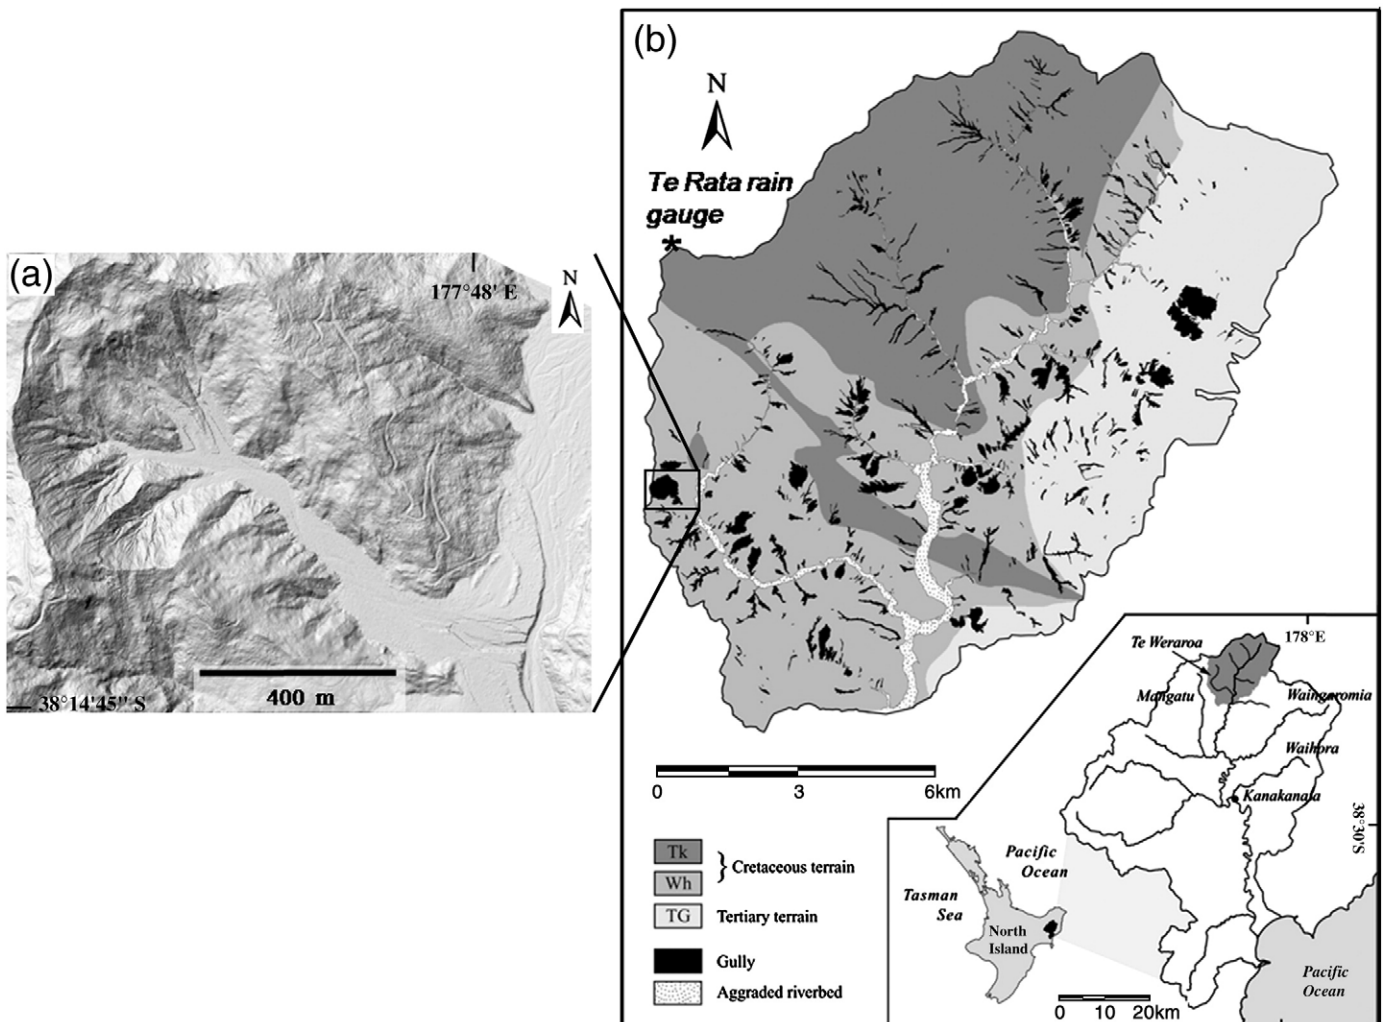 (a)
177°48' E
N
400 m
38°14'45" S
(b)
N
Te Rata rain
gauge
*
0 3 6km
Tk
Wh
Cretaceous terrain
TG
Tertiary terrain
Gully
Aggraded riverbed
178°E
Te Weraroa
Mangatu
Waingaromia
Waihora
Kanakanaia
38°30'S
Pacific
Ocean
Tasman
Sea
North
Island
0 10 20km
Pacific
Ocean